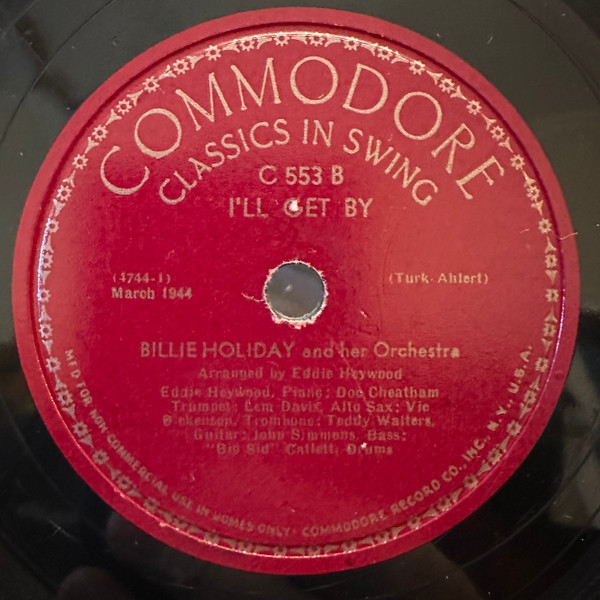 COMMODORE
CLASSICS IN SWING
C 553 B
I'LL GET BY
(4744-1)
March 1944
(Turk-Ahlert)
BILLIE HOLIDAY and her Orchestra
Arranged by Eddie Heywood
Eddie Heywood, Piano; Doc Cheatham
Trumpet; Lem Davis, Alto Sax; Vic
Dickenson, Trombone; Teddy Walters,
Guitar; John Simmons, Bass;
"Big Sid" Catlett, Drums
M'F'D FOR NON-COMMERCIAL USE IN HOMES ONLY · COMMODORE RECORD CO., INC., N.Y., U.S.A.